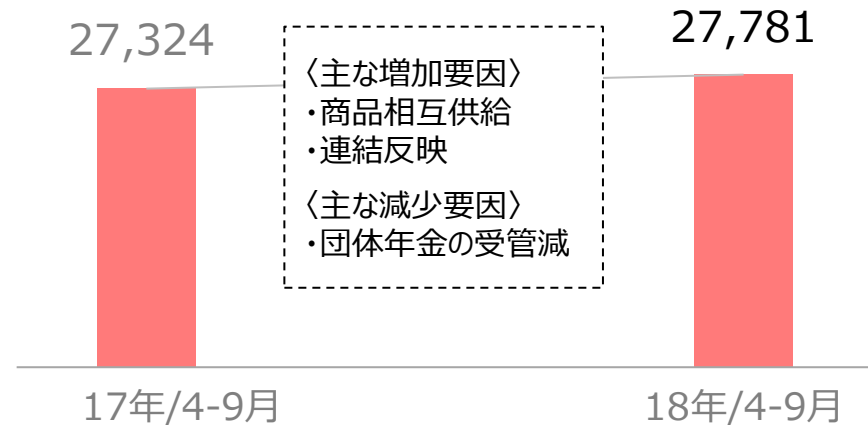 27,324
27,781
〈主な増加要因〉
・商品相互供給
・連結反映
〈主な減少要因〉
・団体年金の受管減
17年/4-9月
18年/4-9月